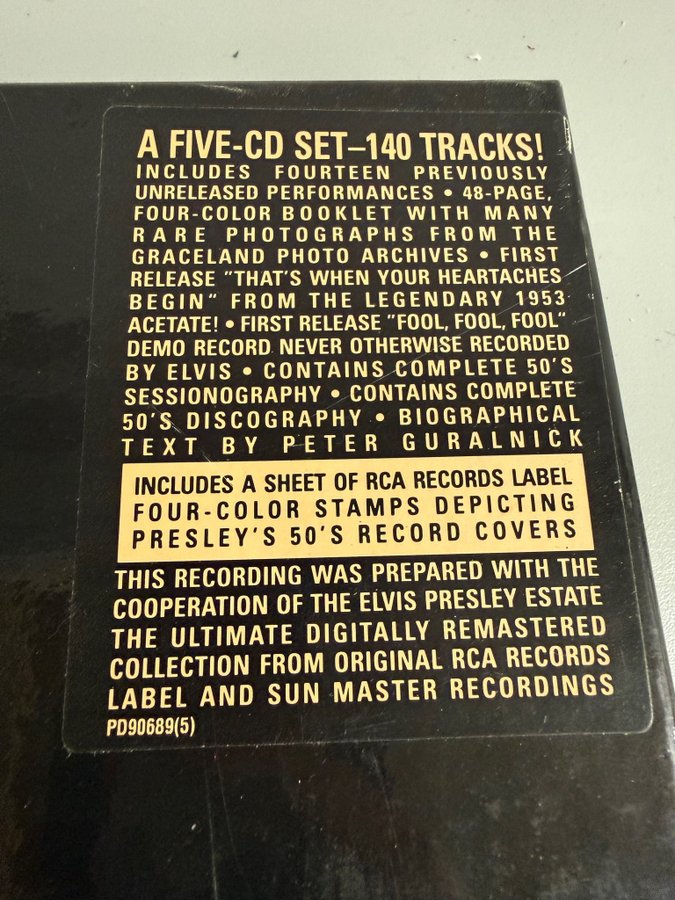 A FIVE-CD SET–140 TRACKS!
INCLUDES FOURTEEN PREVIOUSLY
UNRELEASED PERFORMANCES • 48-PAGE,
FOUR-COLOR BOOKLET WITH MANY
RARE PHOTOGRAPHS FROM THE
GRACELAND PHOTO ARCHIVES • FIRST
RELEASE "THAT'S WHEN YOUR HEARTACHES
BEGIN" FROM THE LEGENDARY 1953
ACETATE! • FIRST RELEASE "FOOL, FOOL, FOOL"
DEMO RECORD NEVER OTHERWISE RECORDED
BY ELVIS • CONTAINS COMPLETE 50'S
SESSIONOGRAPHY • CONTAINS COMPLETE
50'S DISCOGRAPHY • BIOGRAPHICAL
TEXT BY PETER GURALNICK
INCLUDES A SHEET OF RCA RECORDS LABEL
FOUR-COLOR STAMPS DEPICTING
PRESLEY'S 50'S RECORD COVERS
THIS RECORDING WAS PREPARED WITH THE
COOPERATION OF THE ELVIS PRESLEY ESTATE
THE ULTIMATE DIGITALLY REMASTERED
COLLECTION FROM ORIGINAL RCA RECORDS
LABEL AND SUN MASTER RECORDINGS
PD90689(5)